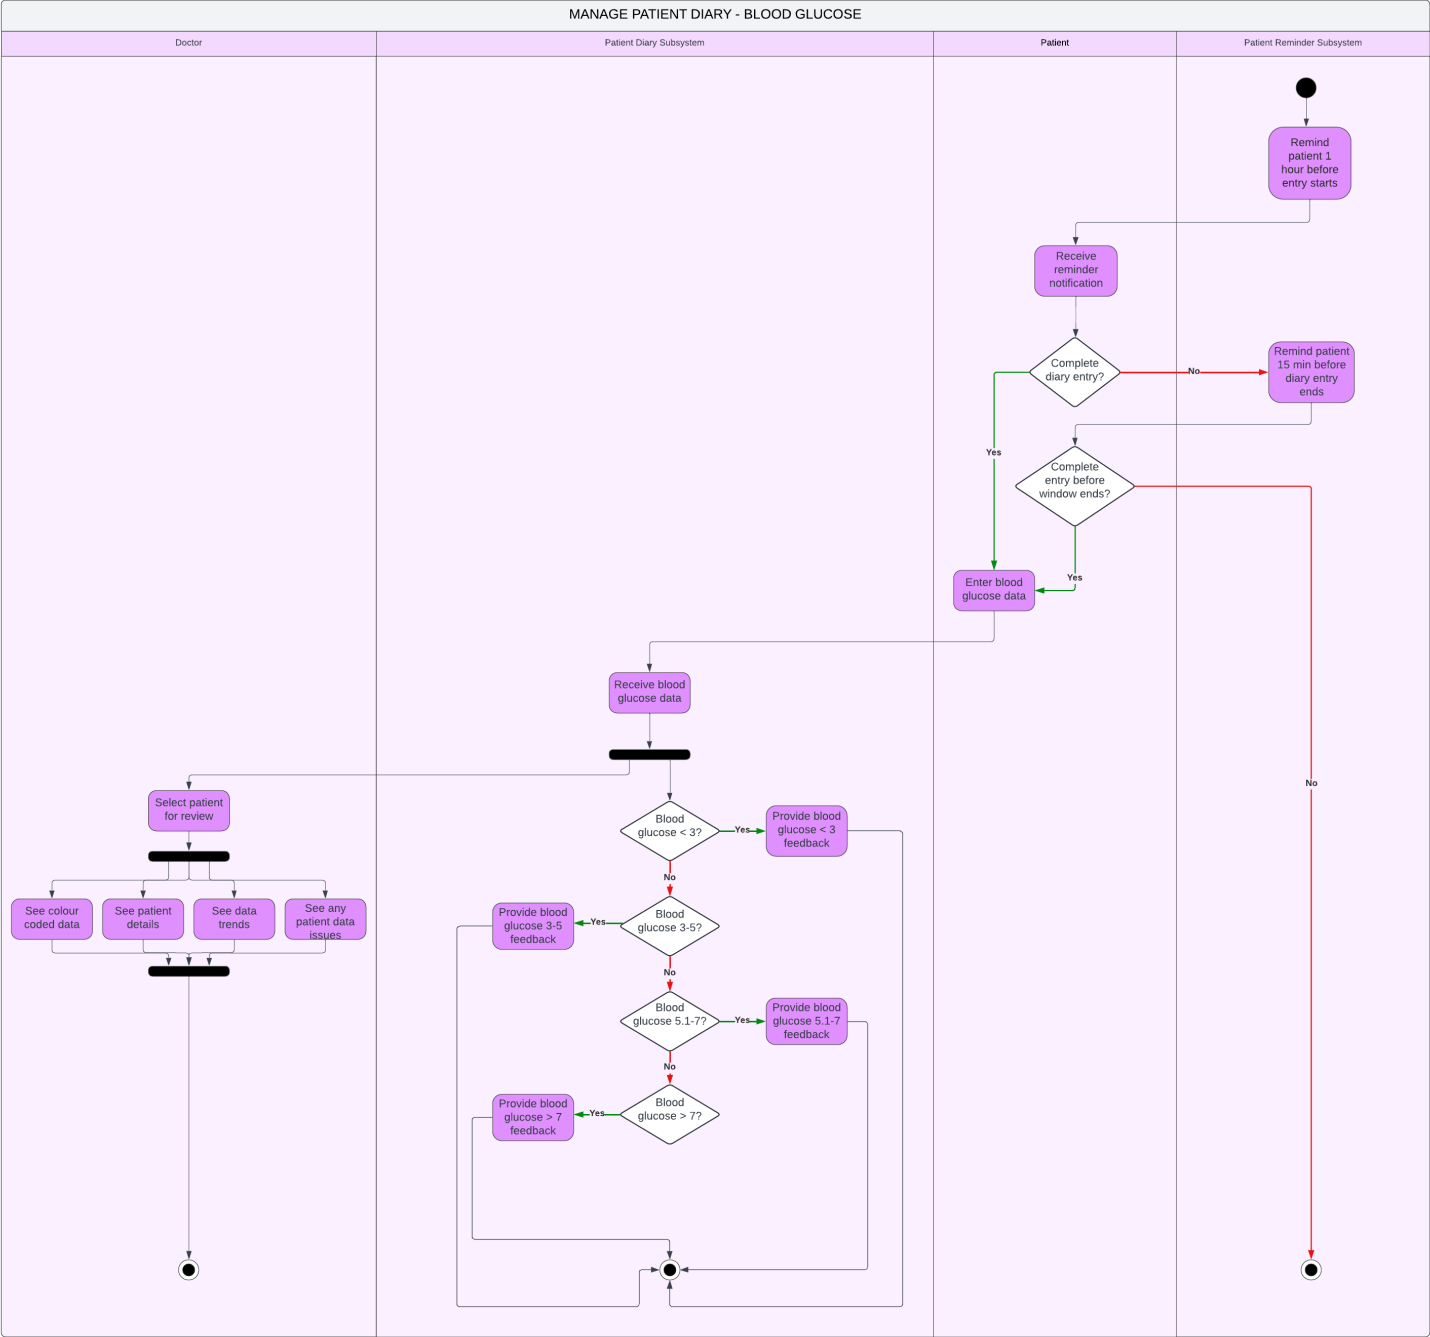 MANAGE PATIENT DIARY - BLOOD GLUCOSE
Doctor
Patient Diary Subsystem
Patient
Patient Reminder Subsystem
Remind
patient 1
hour before
entry starts
Receive
reminder
notification
Complete
diary entry?
No
Remind patient
15 min before
diary entry
ends
Yes
Complete
entry before
window ends?
Yes
No
Enter blood
glucose data
Receive blood
glucose data
Select patient
for review
See colour
coded data
See patient
details
See data
trends
See any
patient data
issues
Blood
glucose < 3?
Yes
Provide blood
glucose < 3
feedback
No
Blood
glucose 3-5?
Yes
Provide blood
glucose 3-5
feedback
No
Blood
glucose 5.1-7?
Yes
Provide blood
glucose 5.1-7
feedback
No
Blood
glucose > 7?
Yes
Provide blood
glucose > 7
feedback